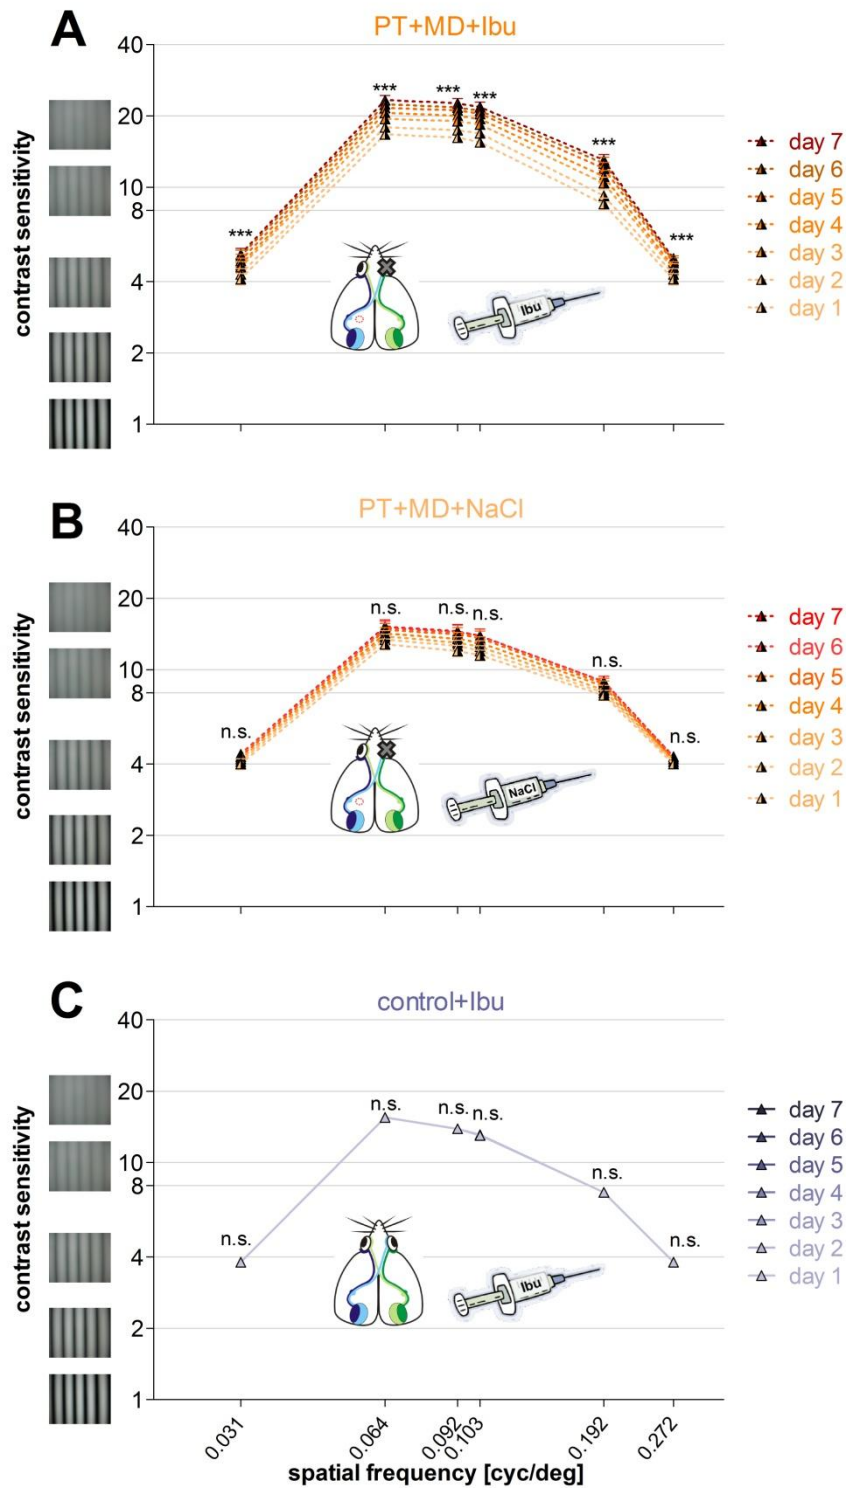 A
PT+MD+Ibu
contrast sensitivity
40
20
10
8
4
2
1
***
***
***
***
***
***
Ibu
day 7
day 6
day 5
day 4
day 3
day 2
day 1
B
PT+MD+NaCl
contrast sensitivity
40
20
10
8
4
2
1
n.s.
n.s.
n.s.
n.s.
n.s.
n.s.
NaCl
day 7
day 6
day 5
day 4
day 3
day 2
day 1
C
control+Ibu
contrast sensitivity
40
20
10
8
4
2
1
n.s.
n.s.
n.s.
n.s.
n.s.
n.s.
Ibu
day 7
day 6
day 5
day 4
day 3
day 2
day 1
0.031
0.064
0.092
0.103
0.192
0.272
spatial frequency [cyc/deg]